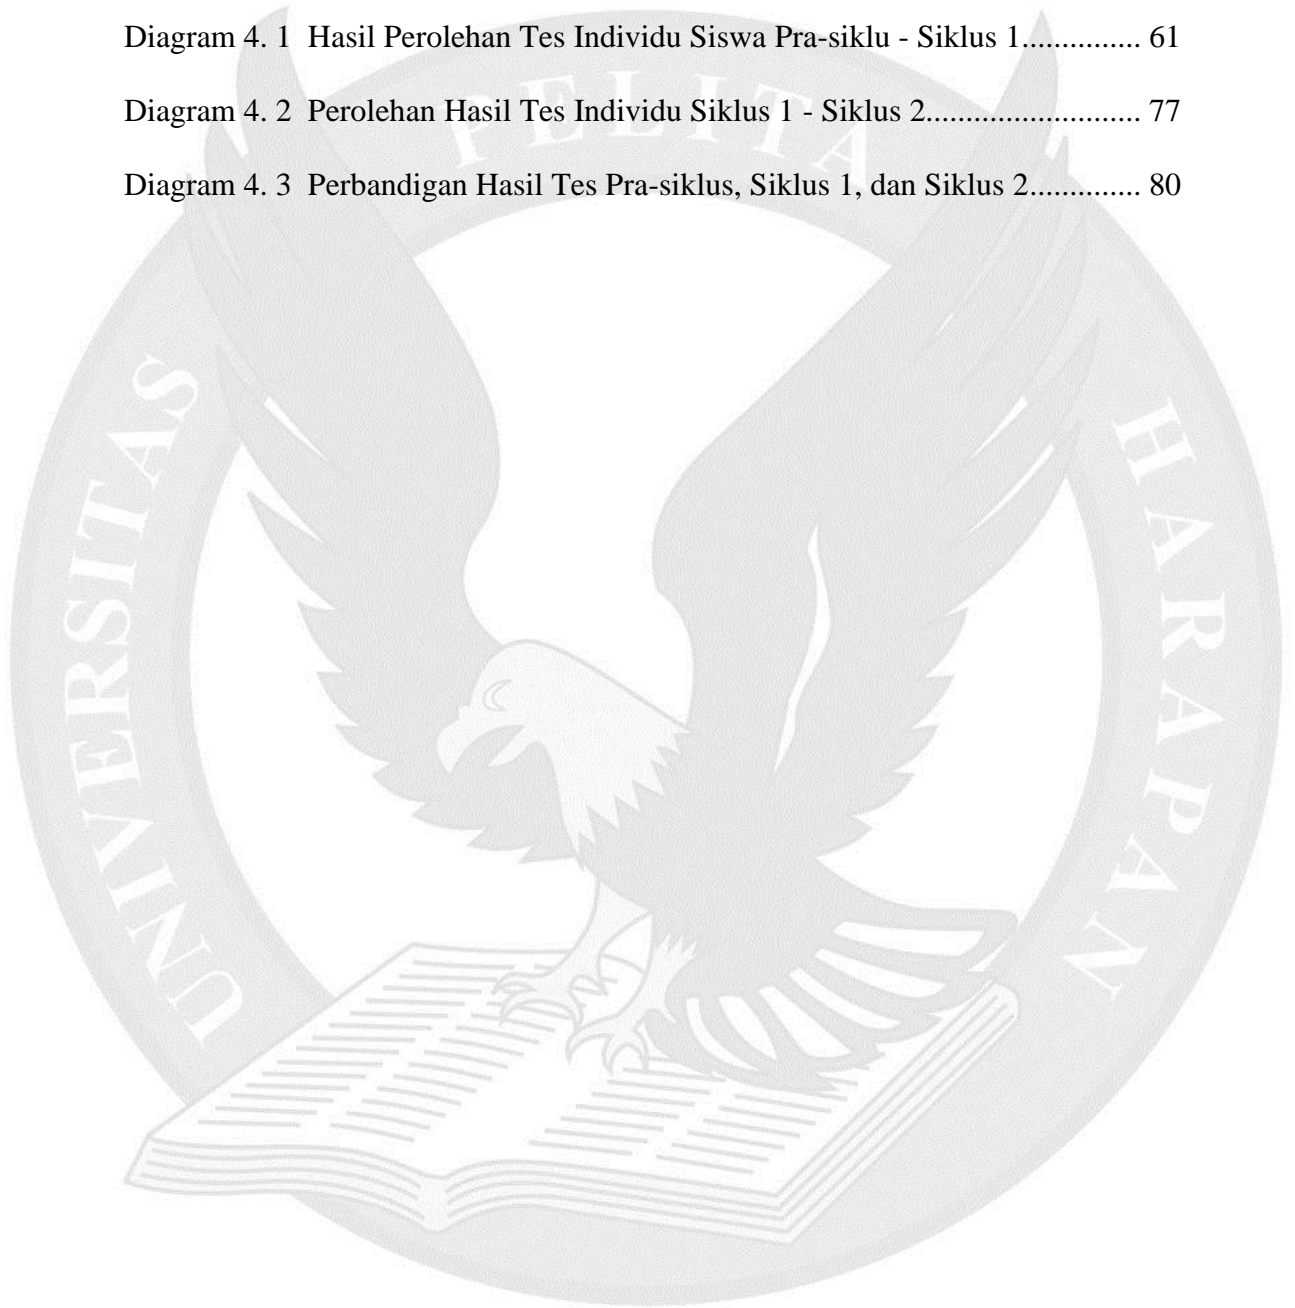 Diagram 4. 1  Hasil Perolehan Tes Individu Siswa Pra-siklu - Siklus 1............... 61
Diagram 4. 2  Perolehan Hasil Tes Individu Siklus 1 - Siklus 2.......................... 77
Diagram 4. 3  Perbandigan Hasil Tes Pra-siklus, Siklus 1, dan Siklus 2.............. 80
UNIVERSITAS
PELITA
HARAPAN